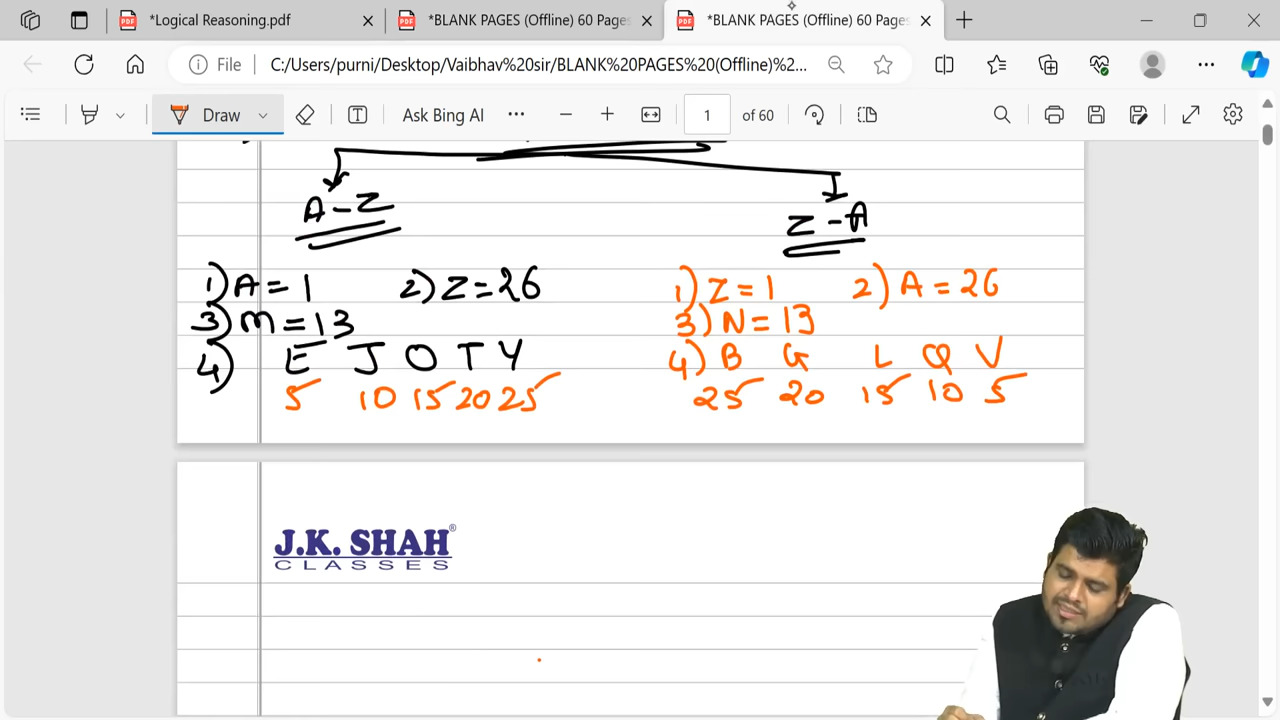 *Logical Reasoning.pdf
*BLANK PAGES (Offline) 60 Pages
*BLANK PAGES (Offline) 60 Pages
File
C:/Users/purni/Desktop/Vaibhav%20sir/BLANK%20PAGES%20(Offline)%2...
Draw
Ask Bing AI
1
of 60
A - Z
Z - A
1) A = 1 2) Z = 26
3) M = 13
4) E J O T Y
5 10 15 20 25
1) Z = 1 2) A = 26
3) N = 13
4) B G L Q V
25 20 15 10 5
J.K. SHAH®
CLASSES